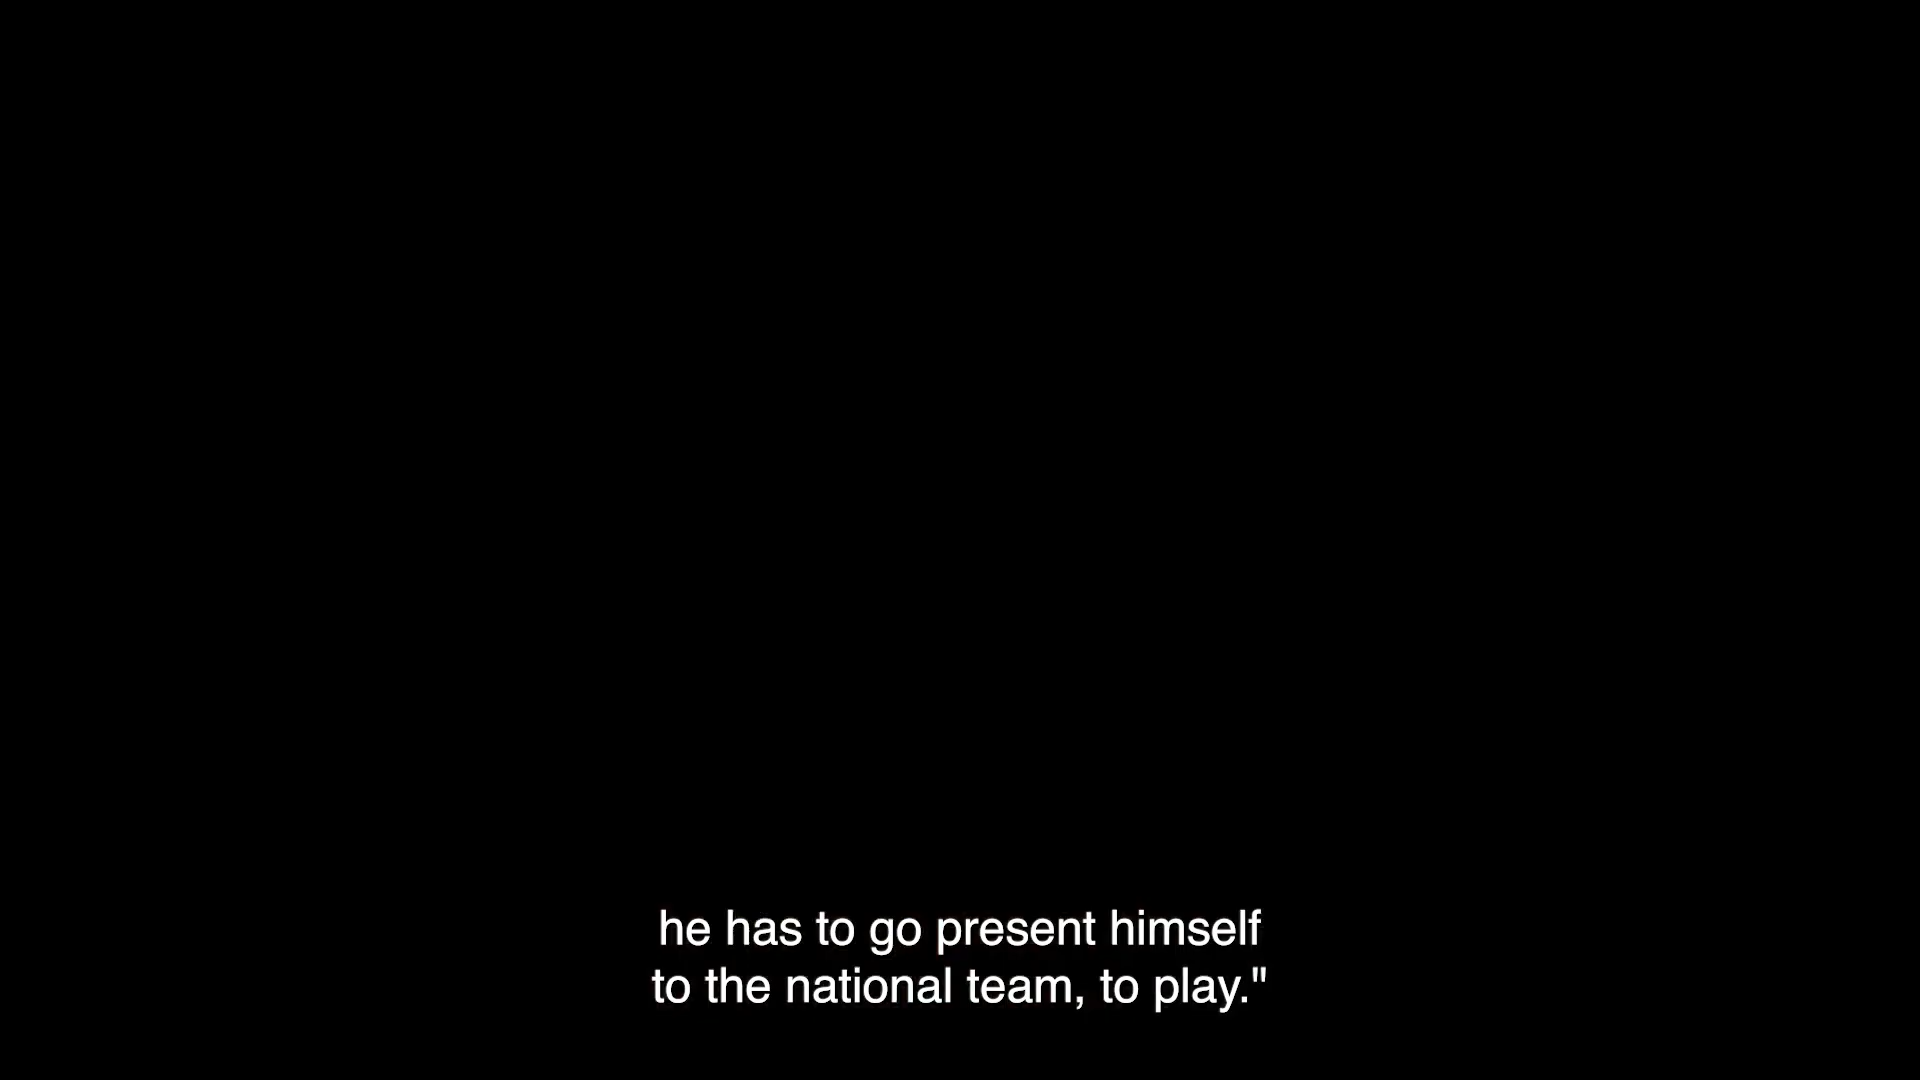 he has to go present himself
to the national team, to play."